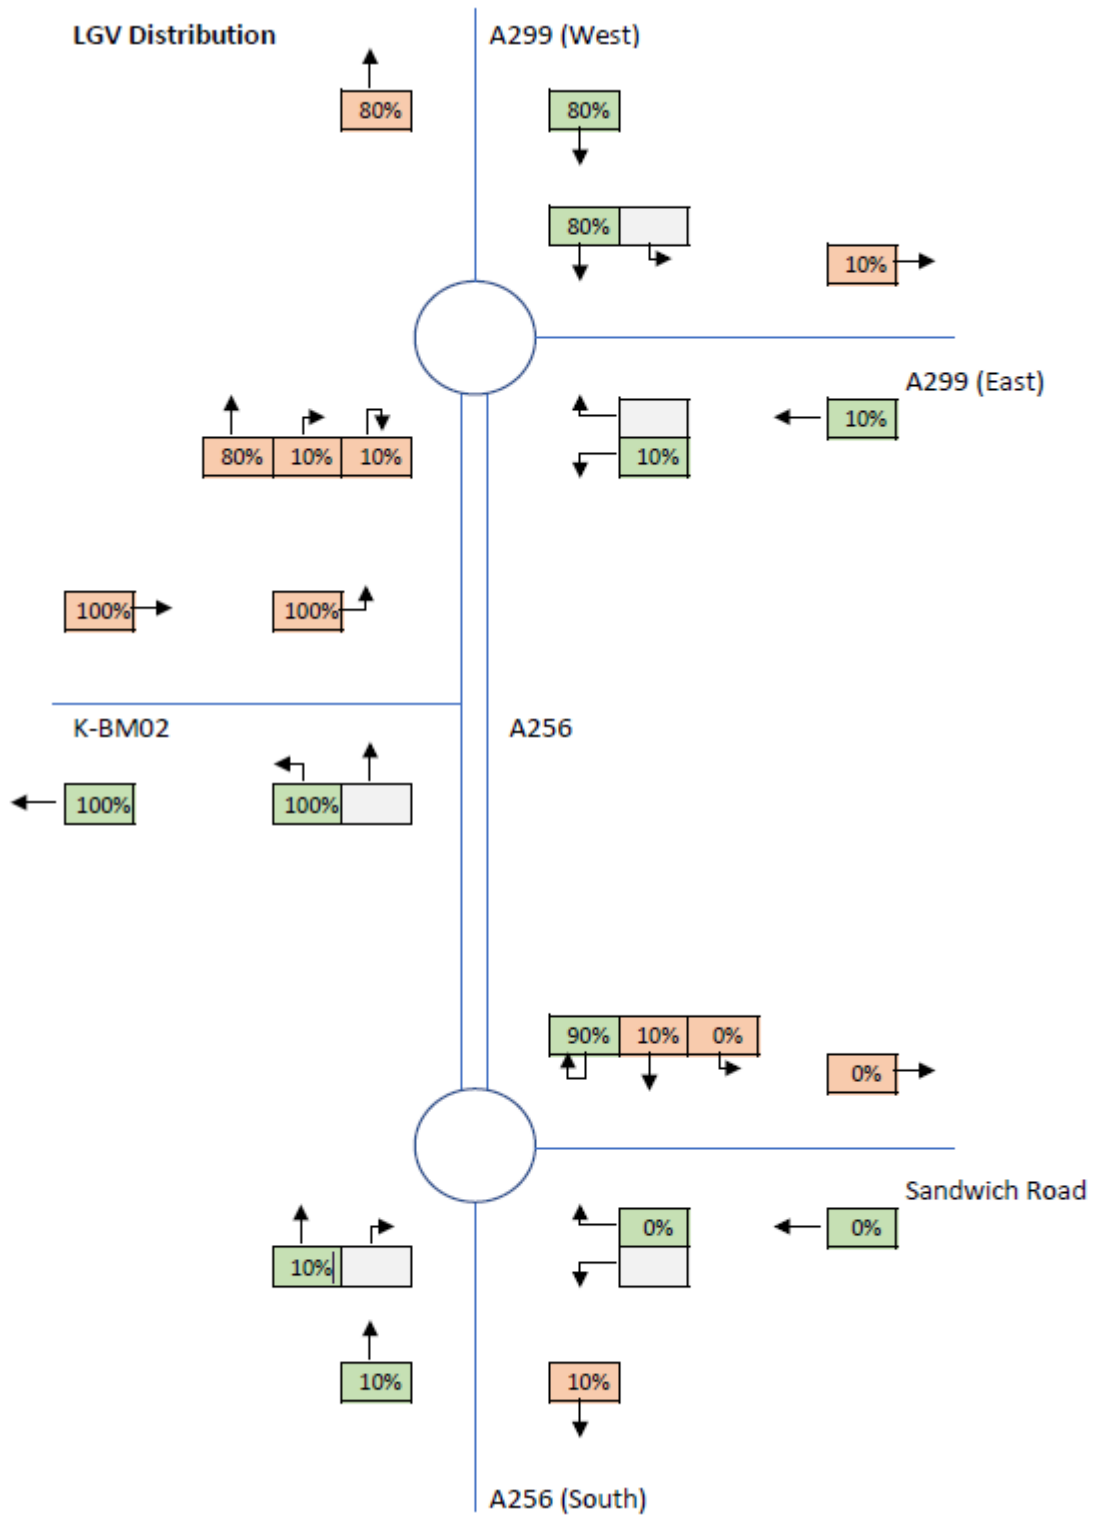 LGV Distribution
A299 (West)
80%
80%
80%
10%
A299 (East)
10%
80% 10% 10%
10%
100% 100%
K-BM02
A256
100% 100%
90% 10% 0%
0%
Sandwich Road
0% 0%
10%
10% 10%
A256 (South)